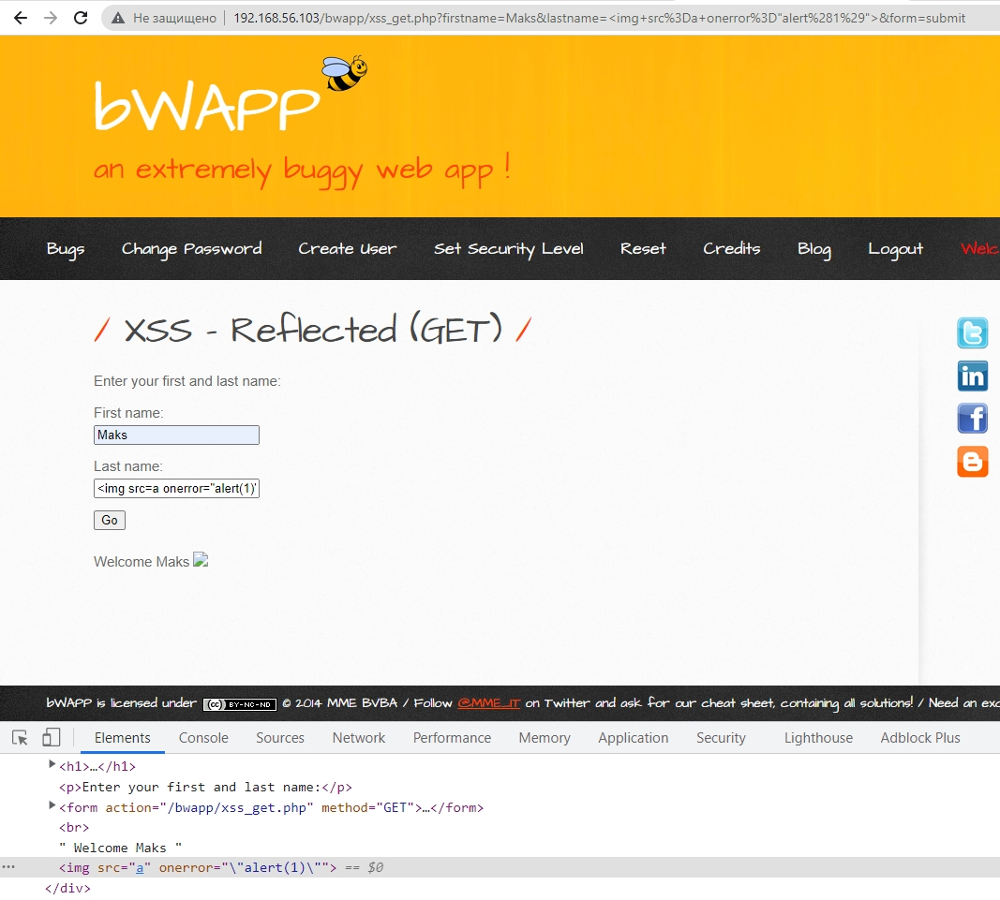 Не защищено 192.168.56.103/bwapp/xss_get.php?firstname=Maks&lastname=<img+src%3Da+onerror%3D"alert%281%29">&form=submit
bWAPP
an extremely buggy web app !
Bugs Change Password Create User Set Security Level Reset Credits Blog Logout Welc
/ XSS - Reflected (GET) /
Enter your first and last name:
First name:
Maks
Last name:
<img src=a onerror="alert(1)"
Go
Welcome Maks
bWAPP is licensed under (cc) BY-NC-ND © 2014 MME BVBA / Follow @MME_IT on Twitter and ask for our cheat sheet, containing all solutions! / Need an exc
Elements Console Sources Network Performance Memory Application Security Lighthouse Adblock Plus
<h1>…</h1>
<p>Enter your first and last name:</p>
<form action="/bwapp/xss_get.php" method="GET">…</form>
<br>
" Welcome Maks "
<img src="a" onerror="\"alert(1)\""> == $0
</div>